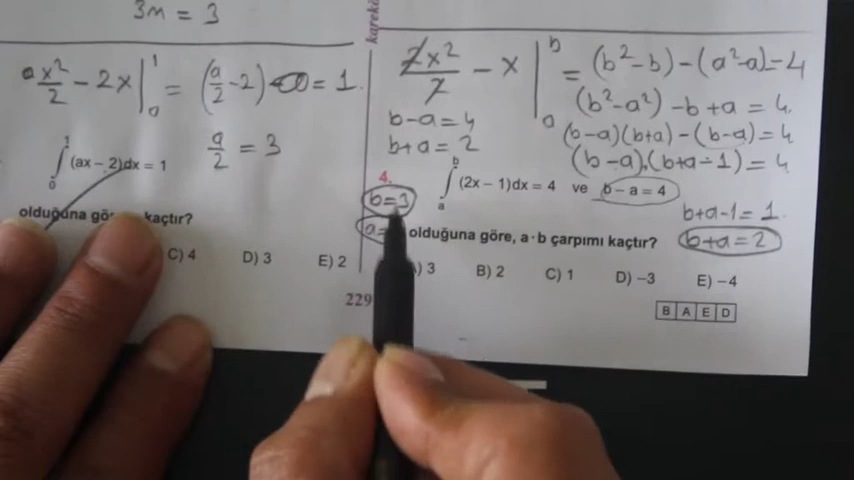 3m = 3
karekö
a x²/2 - 2x |₀¹ = (a/2 - 2) - 0 = 1.
∫₀¹ (ax - 2)dx = 1
a/2 = 3
olduğuna gö kaçtır?
C) 4 D) 3 E) 2
229
2x²/2 - x |ₐᵇ = (b² - b) - (a² - a) = 4
(b² - a²) - b + a = 4.
b - a = 4
b + a = 2
(b - a)(b + a) - (b - a) = 4
(b - a).(b + a - 1) = 4
4.
∫ₐᵇ (2x - 1)dx = 4 ve b - a = 4
b = 3
b + a - 1 = 1.
a =
olduğuna göre, a·b çarpımı kaçtır?
b + a = 2
) 3 B) 2 C) 1 D) -3 E) -4
B A E D